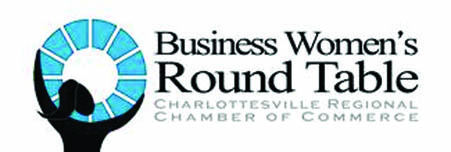 Business Women's
Round Table
CHARLOTTESVILLE REGIONAL
CHAMBER OF COMMERCE